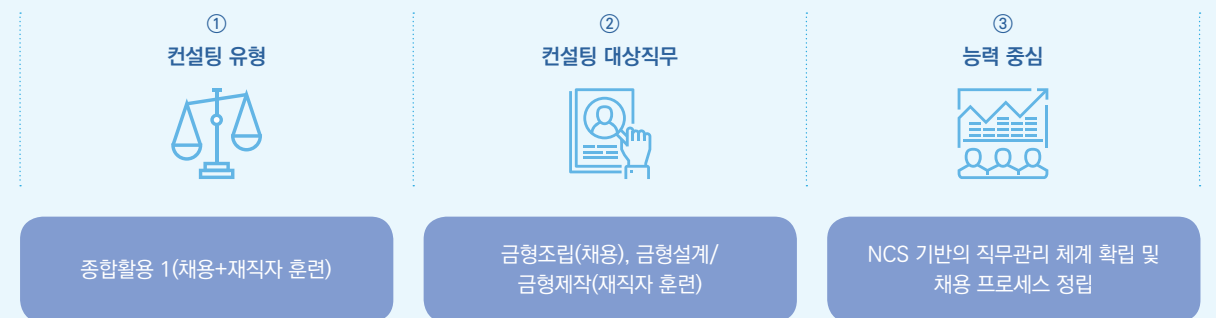 ①
컨설팅 유형
종합활용 1(채용+재직자 훈련)
②
컨설팅 대상직무
금형조립(채용), 금형설계/
금형제작(재직자 훈련)
③
능력 중심
NCS 기반의 직무관리 체계 확립 및
채용 프로세스 정립